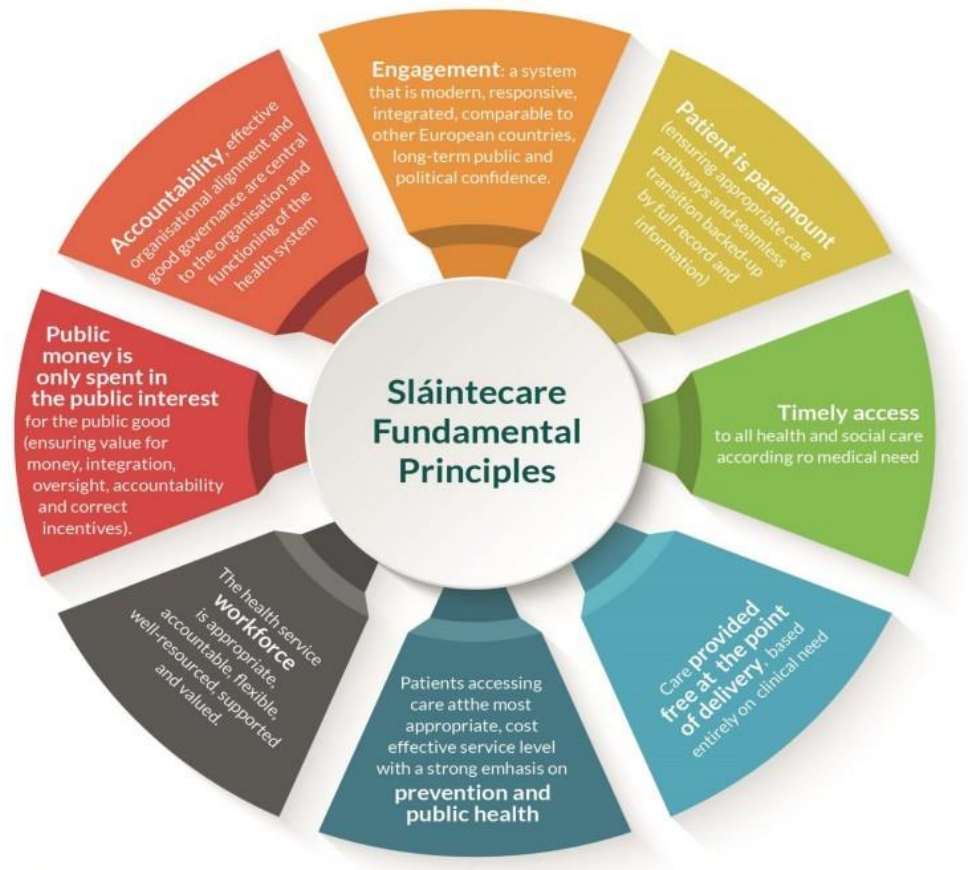 Engagement: a system
that is modern, responsive,
integrated, comparable to
other European countries,
long-term public and
political confidence.
Patient is paramount
(ensuring appropriate care
pathways and seamless
transition backed-up
by full record and
information)
Timely access
to all health and social care
according ro medical need
Care provided
free at the point
of delivery, based
entirely on clinical need
Patients accessing
care atthe most
appropriate, cost
effective service level
with a strong emhasis on
prevention and
public health
The health service
workforce
is appropriate,
accountable, flexible,
well-resourced, supported
and valued.
Public
money is
only spent in
the public interest
for the public good
(ensuring value for
money, integration,
oversight, accountability
and correct
incentives).
Accountability, effective
organisational alignment and
good governance are central
to the organisation and
functioning of the
health system
Sláintecare
Fundamental
Principles